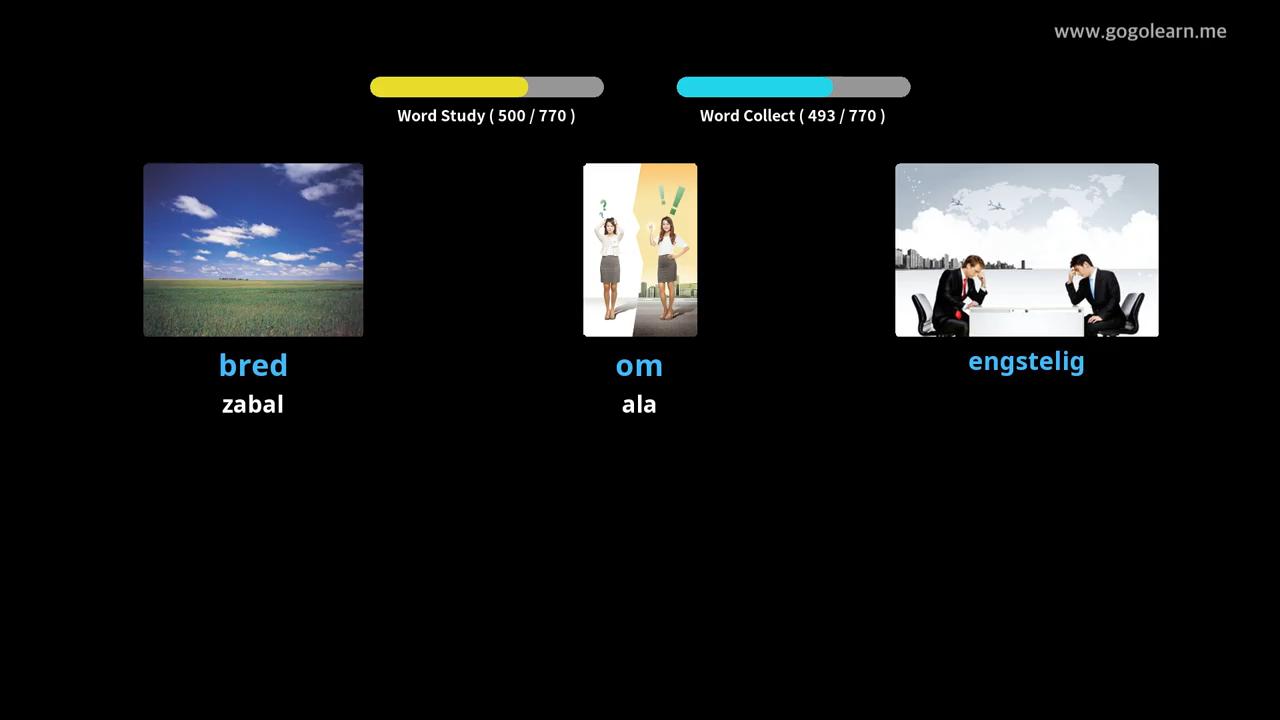 www.gogolearn.me
Word Study ( 500 / 770 )
Word Collect ( 493 / 770 )
bred
zabal
om
ala
engstelig